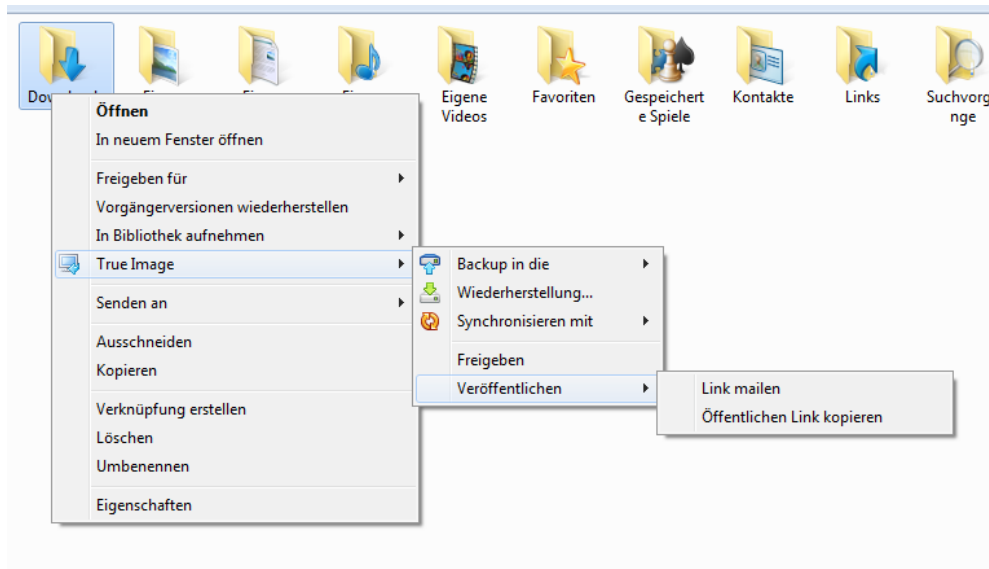 Eigene
Videos
Favoriten
Gespeichert
e Spiele
Kontakte
Links
Suchvorg
nge
Öffnen
In neuem Fenster öffnen
Freigeben für
Vorgängerversionen wiederherstellen
In Bibliothek aufnehmen
True Image
Senden an
Ausschneiden
Kopieren
Verknüpfung erstellen
Löschen
Umbenennen
Eigenschaften
Backup in die
Wiederherstellung...
Synchronisieren mit
Freigeben
Veröffentlichen
Link mailen
Öffentlichen Link kopieren